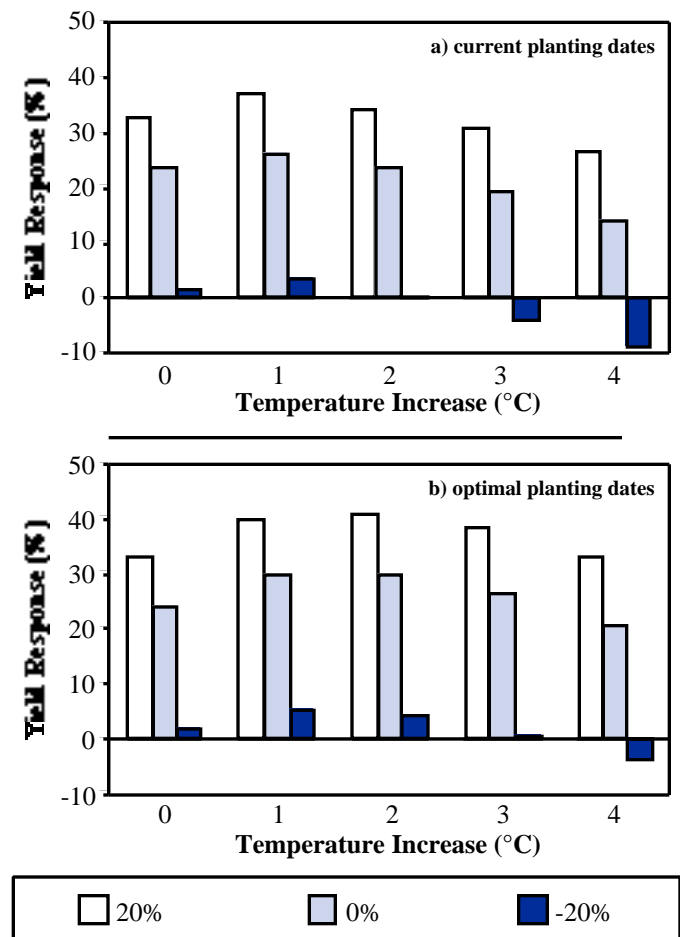 50
a) current planting dates
40
30
20
10
0
-10
Yield Response (%)
0 1 2 3 4
Temperature Increase (°C)
50
b) optimal planting dates
40
30
20
10
0
-10
Yield Response (%)
0 1 2 3 4
Temperature Increase (°C)
20% 0% -20%